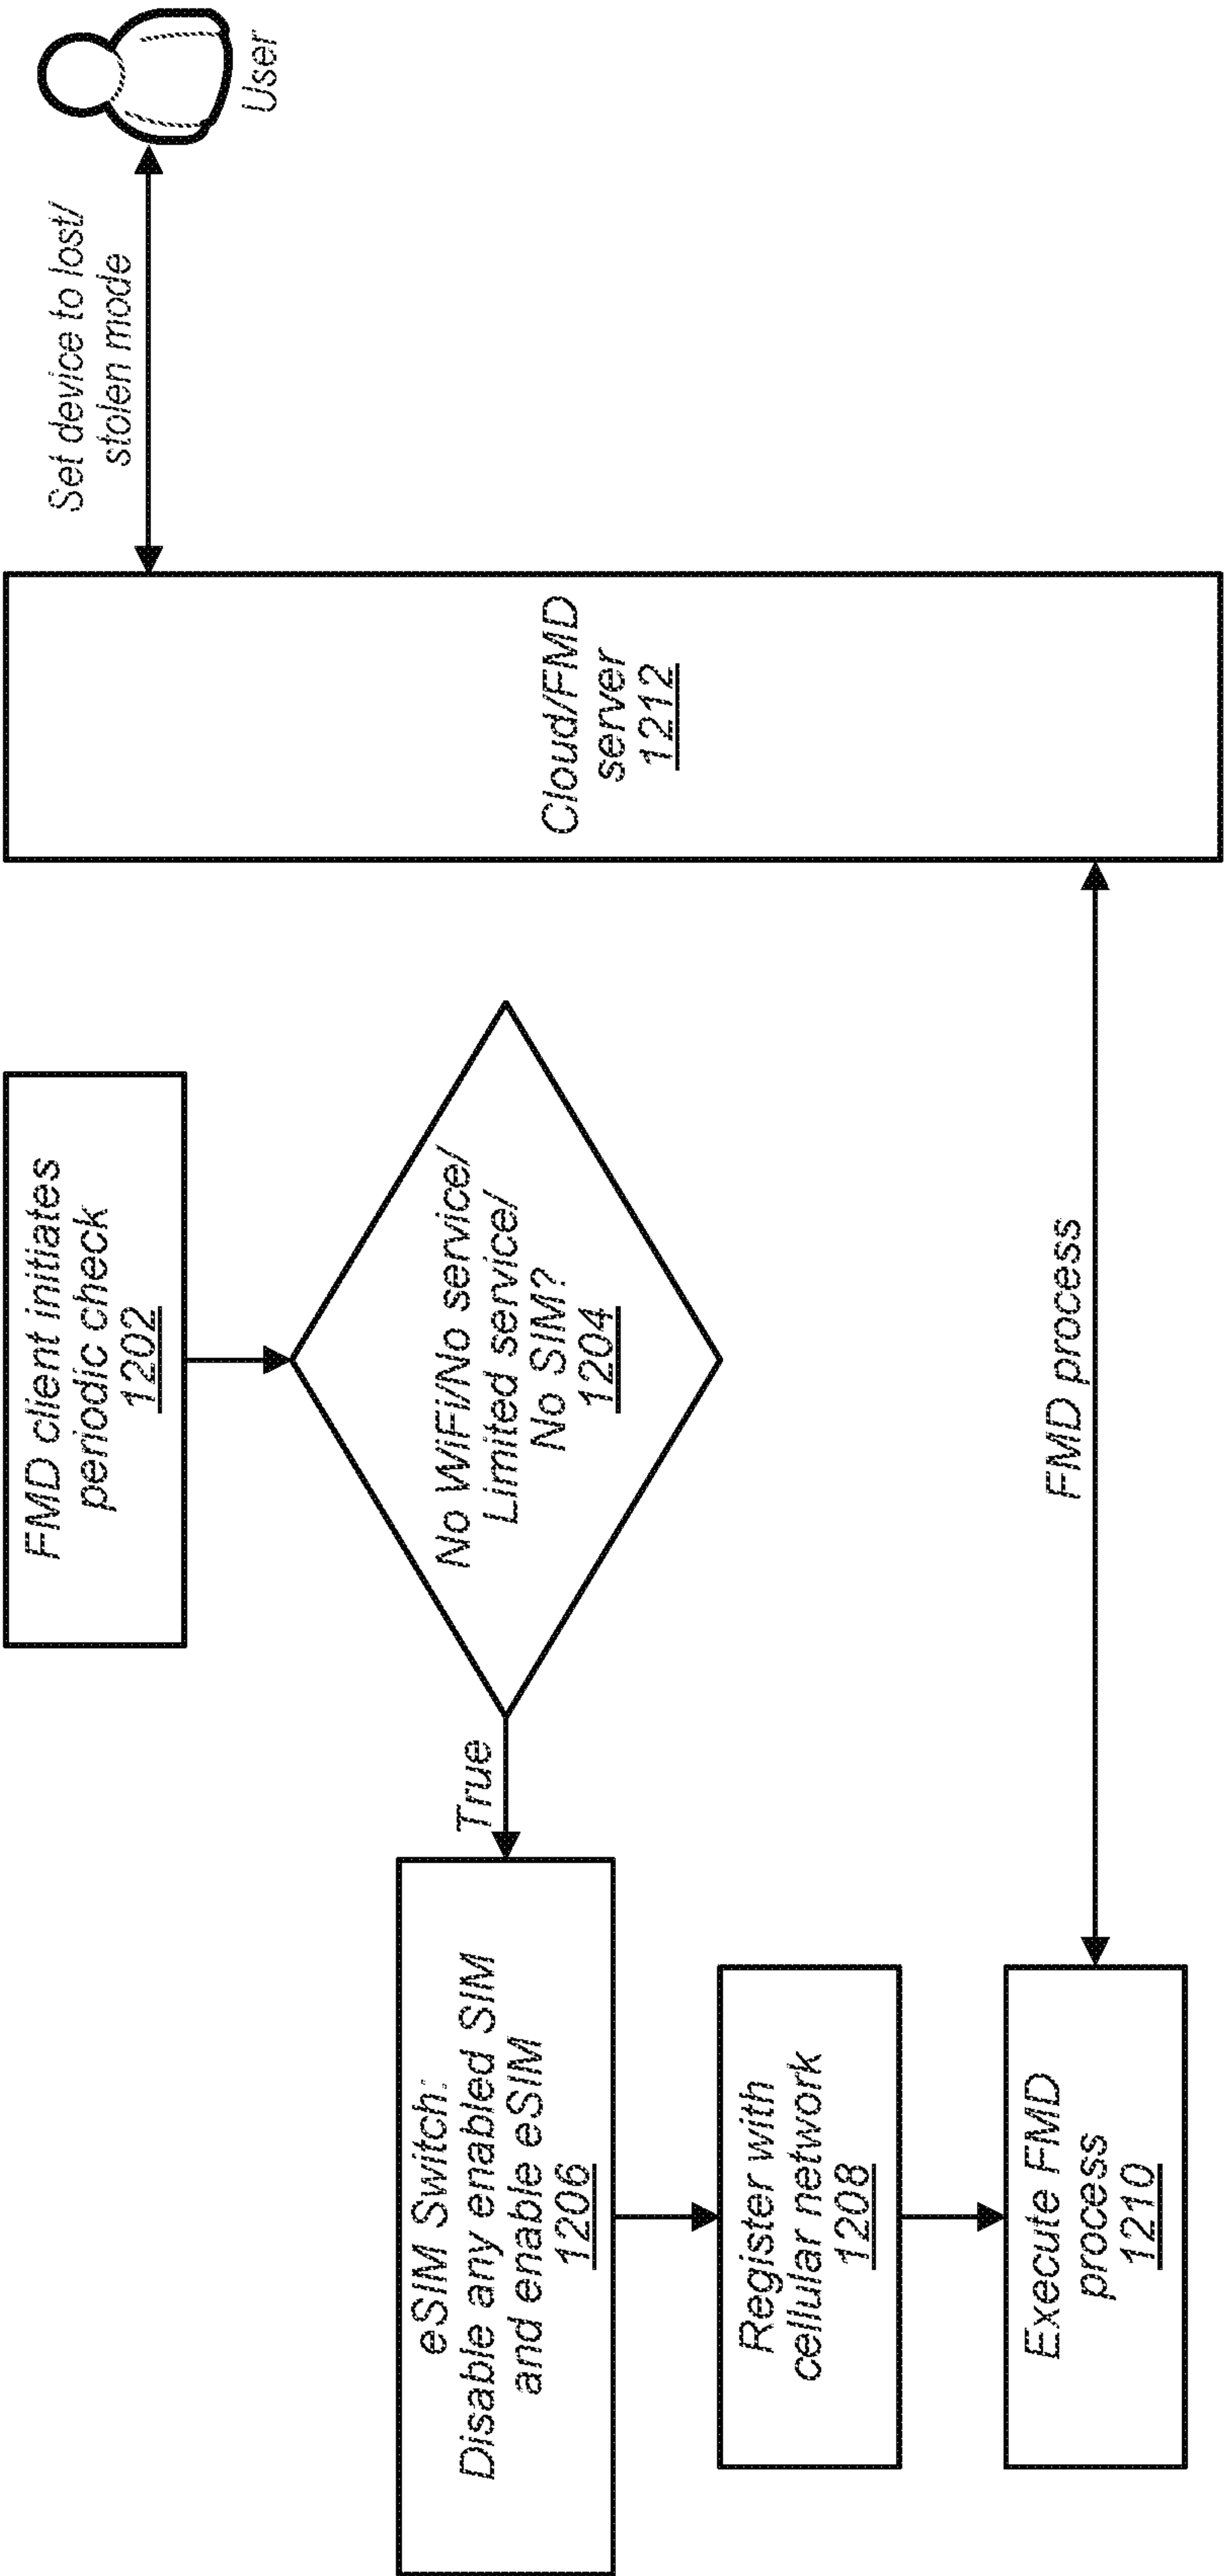 FMD client initiates
periodic check
1202
No WiFi/No service/
Limited service/
No SIM?
1204
True
eSIM Switch:
Disable any enabled SIM
and enable eSIM
1206
Register with
cellular network
1208
Execute FMD
process
1210
FMD process
Cloud/FMD
server
1212
Set device to lost/
stolen mode
User